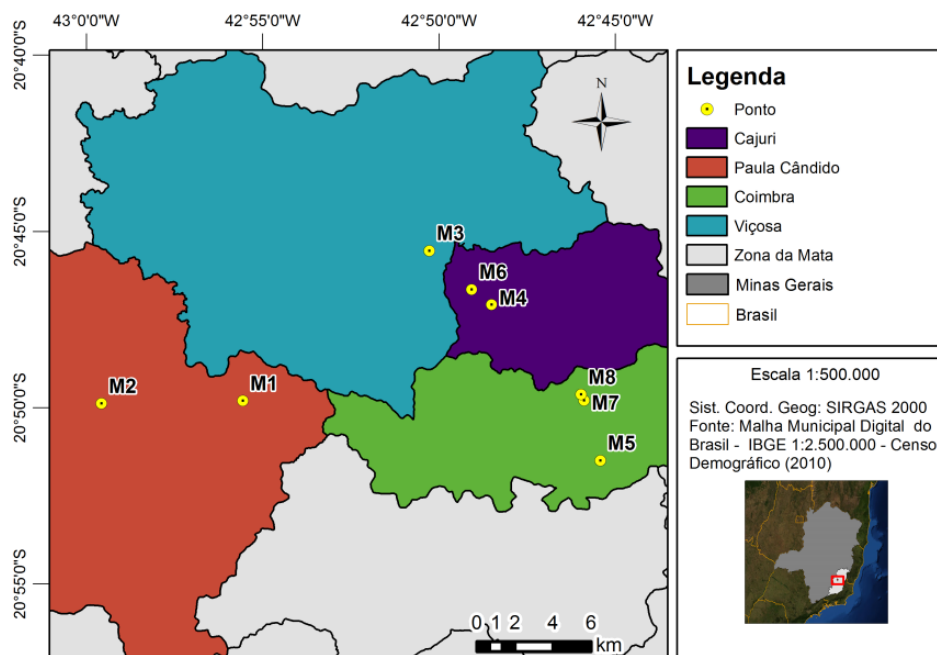 43°0'0"W 42°55'0"W 42°50'0"W 42°45'0"W
20°40'0"S
20°45'0"S
20°50'0"S
20°55'0"S
N
M3
M6
M4
M2
M1
M8
M7
M5
0 1 2 4 6
km
Legenda
Ponto
Cajuri
Paula Cândido
Coimbra
Viçosa
Zona da Mata
Minas Gerais
Brasil
Escala 1:500.000
Sist. Coord. Geog: SIRGAS 2000
Fonte: Malha Municipal Digital do
Brasil - IBGE 1:2.500.000 - Censo
Demográfico (2010)